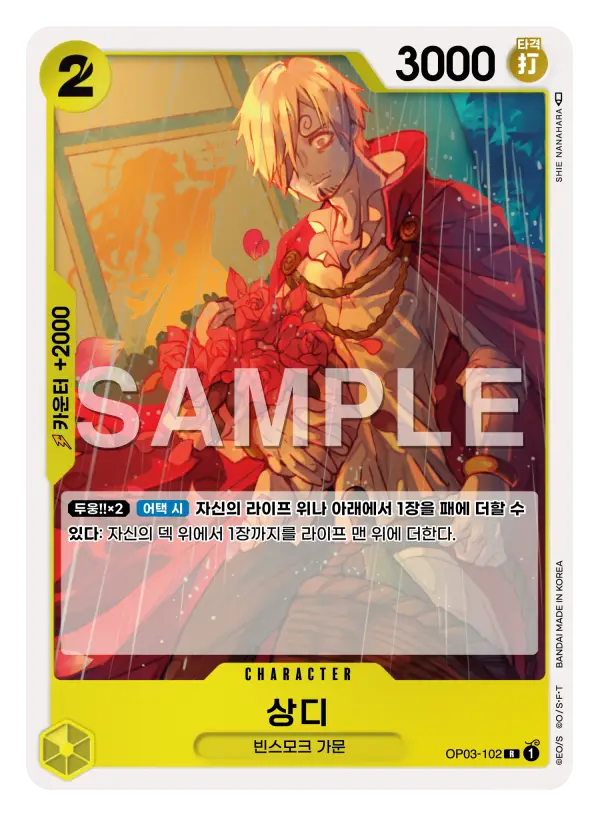 2
3000
타격
打
SHIE NANAHARA
카운터 +2000
SAMPLE
두웅!!×2 어택 시 자신의 라이프 위나 아래에서 1장을 패에 더할 수
있다: 자신의 덱 위에서 1장까지를 라이프 맨 위에 더한다.
CHARACTER
상디
빈스모크 가문
OP03-102 R 1
©EO/S ©O/S·F·T BANDAI MADE IN KOREA